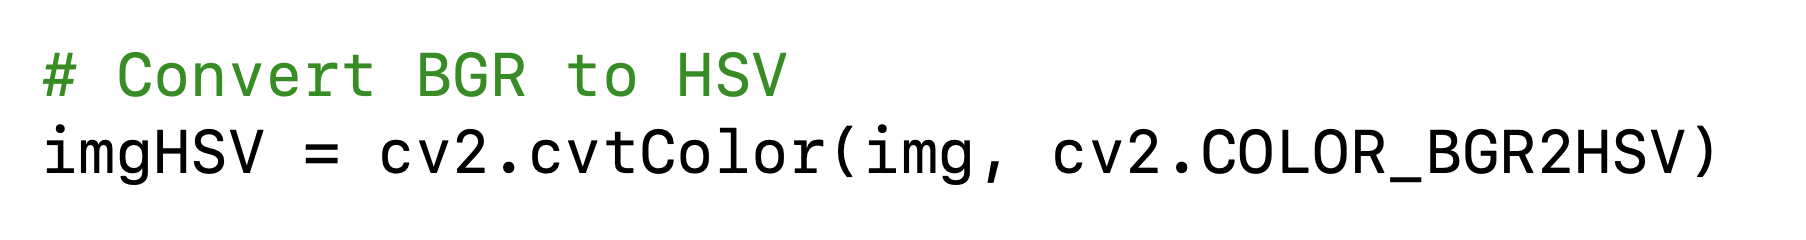 # Convert BGR to HSV
imgHSV = cv2.cvtColor(img, cv2.COLOR_BGR2HSV)